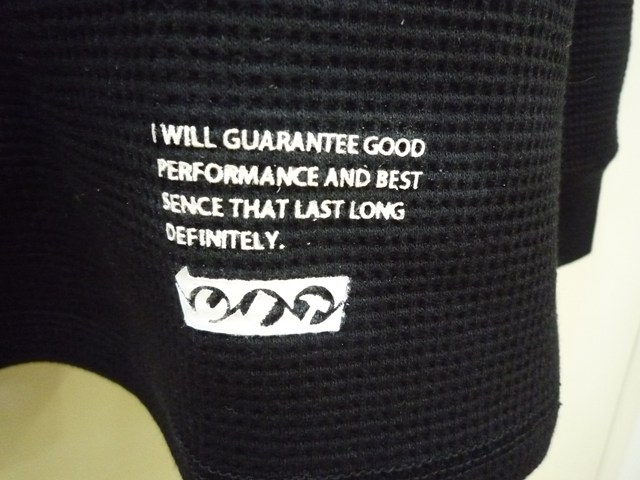 I WILL GUARANTEE GOOD
PERFORMANCE AND BEST
SENCE THAT LAST LONG
DEFINITELY.